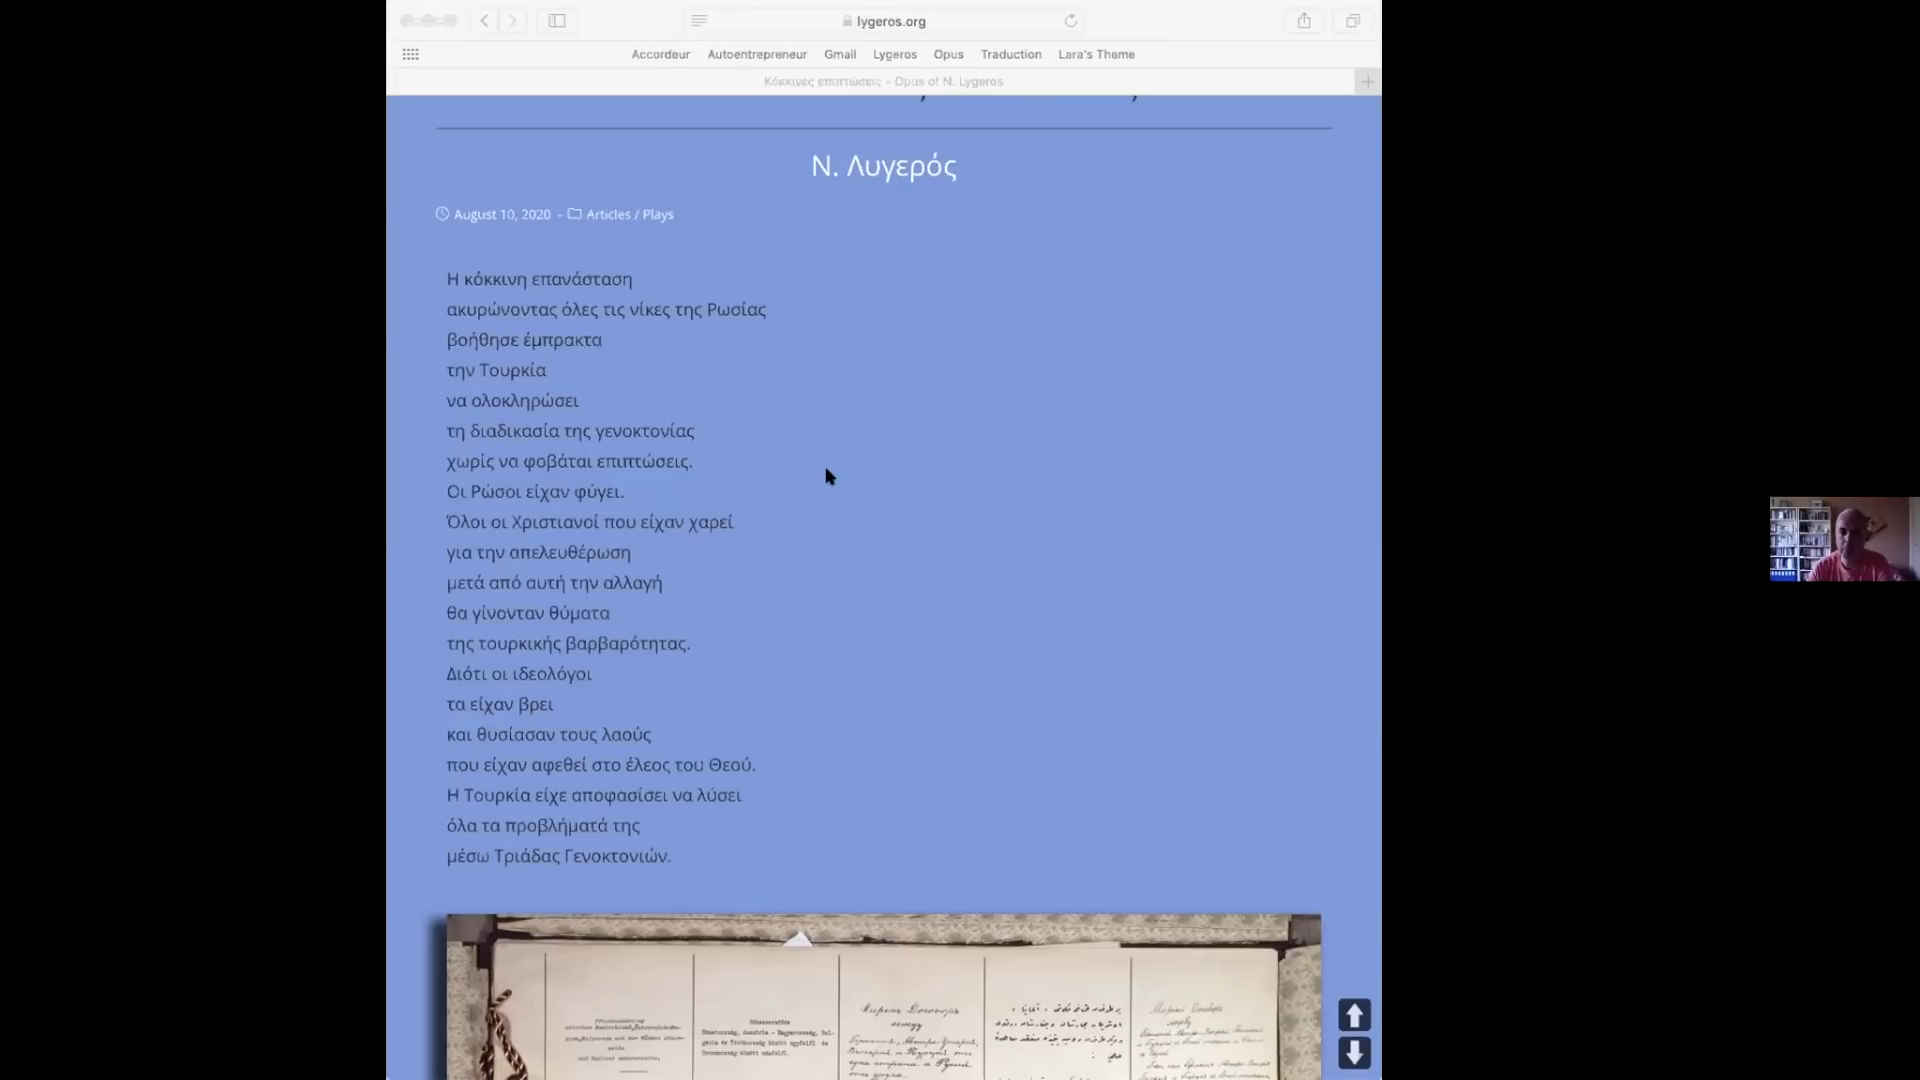 lygeros.org
Accordeur Autoentrepreneur Gmail Lygeros Opus Traduction Lara's Theme
Κόκκινες επιπτώσεις - Opus of N. Lygeros
Ν. Λυγερός
August 10, 2020 - Articles / Plays
Η κόκκινη επανάσταση
ακυρώνοντας όλες τις νίκες της Ρωσίας
βοήθησε έμπρακτα
την Τουρκία
να ολοκληρώσει
τη διαδικασία της γενοκτονίας
χωρίς να φοβάται επιπτώσεις.
Οι Ρώσοι είχαν φύγει.
Όλοι οι Χριστιανοί που είχαν χαρεί
για την απελευθέρωση
μετά από αυτή την αλλαγή
θα γίνονταν θύματα
της τουρκικής βαρβαρότητας.
Διότι οι ιδεολόγοι
τα είχαν βρει
και θυσίασαν τους λαούς
που είχαν αφεθεί στο έλεος του Θεού.
Η Τουρκία είχε αποφασίσει να λύσει
όλα τα προβλήματά της
μέσω Τριάδας Γενοκτονιών.